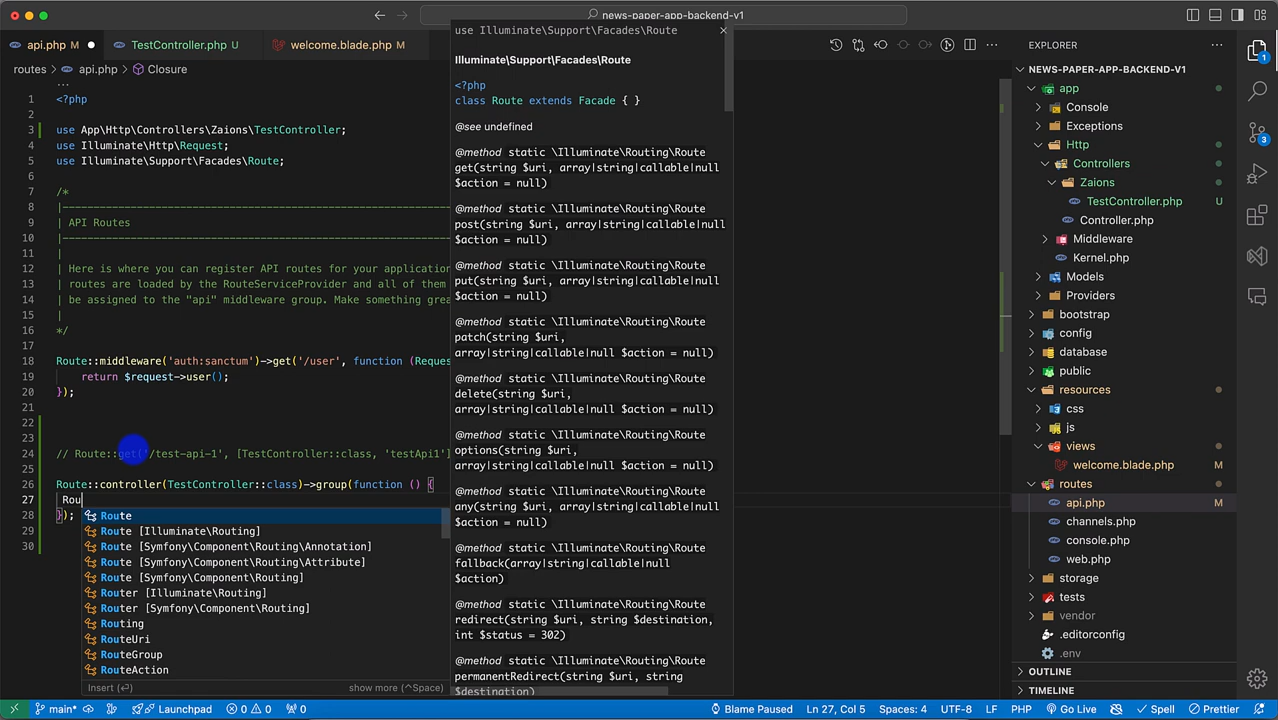 news-paper-app-backend-v1
api.php M
TestController.php U
welcome.blade.php M
routes > api.php > Closure
...
1 <?php
2
3 use App\Http\Controllers\Zaions\TestController;
4 use Illuminate\Http\Request;
5 use Illuminate\Support\Facades\Route;
6
7 /*
8 |--------------------------------------------------------------------------
9 | API Routes
10 |--------------------------------------------------------------------------
11 |
12 | Here is where you can register API routes for your application
13 | routes are loaded by the RouteServiceProvider and all of them
14 | be assigned to the "api" middleware group. Make something grea
15 |
16 */
17
18 Route::middleware('auth:sanctum')->get('/user', function (Reques
19 return $request->user();
20 });
21
22
23
24 // Route::get('/test-api-1', [TestController::class, 'testApi1']
25
26 Route::controller(TestController::class)->group(function () {
27 Rou
28 });
29
30
Route
Route [Illuminate\Routing]
Route [Symfony\Component\Routing\Annotation]
Route [Symfony\Component\Routing\Attribute]
Route [Symfony\Component\Routing]
Router [Illuminate\Routing]
Router [Symfony\Component\Routing]
Routing
RouteUri
RouteGroup
RouteAction
Insert (↵) show more (^Space)
use Illuminate\Support\Facades\Route
Illuminate\Support\Facades\Route
<?php
class Route extends Facade { }
@see undefined
@method static \Illuminate\Routing\Route
get(string $uri, array|string|callable|null
$action = null)
@method static \Illuminate\Routing\Route
post(string $uri, array|string|callable|null
$action = null)
@method static \Illuminate\Routing\Route
put(string $uri, array|string|callable|null
$action = null)
@method static \Illuminate\Routing\Route
patch(string $uri,
array|string|callable|null $action = null)
@method static \Illuminate\Routing\Route
delete(string $uri,
array|string|callable|null $action = null)
@method static \Illuminate\Routing\Route
options(string $uri,
array|string|callable|null $action = null)
@method static \Illuminate\Routing\Route
any(string $uri, array|string|callable|null
$action = null)
@method static \Illuminate\Routing\Route
fallback(array|string|callable|null
$action)
@method static \Illuminate\Routing\Route
redirect(string $uri, string $destination,
int $status = 302)
@method static \Illuminate\Routing\Route
permanentRedirect(string $uri, string
$destination)
EXPLORER ...
NEWS-PAPER-APP-BACKEND-V1
app
Console
Exceptions
Http
Controllers
Zaions
TestController.php U
Controller.php
Middleware
Kernel.php
Models
Providers
bootstrap
config
database
public
resources
css
js
views
welcome.blade.php M
routes
api.php M
channels.php
console.php
web.php
storage
tests
vendor
.editorconfig
.env
OUTLINE
TIMELINE
1
3
main* Launchpad 0 0 0 Blame Paused Ln 27, Col 5 Spaces: 4 UTF-8 LF PHP Go Live Spell Prettier